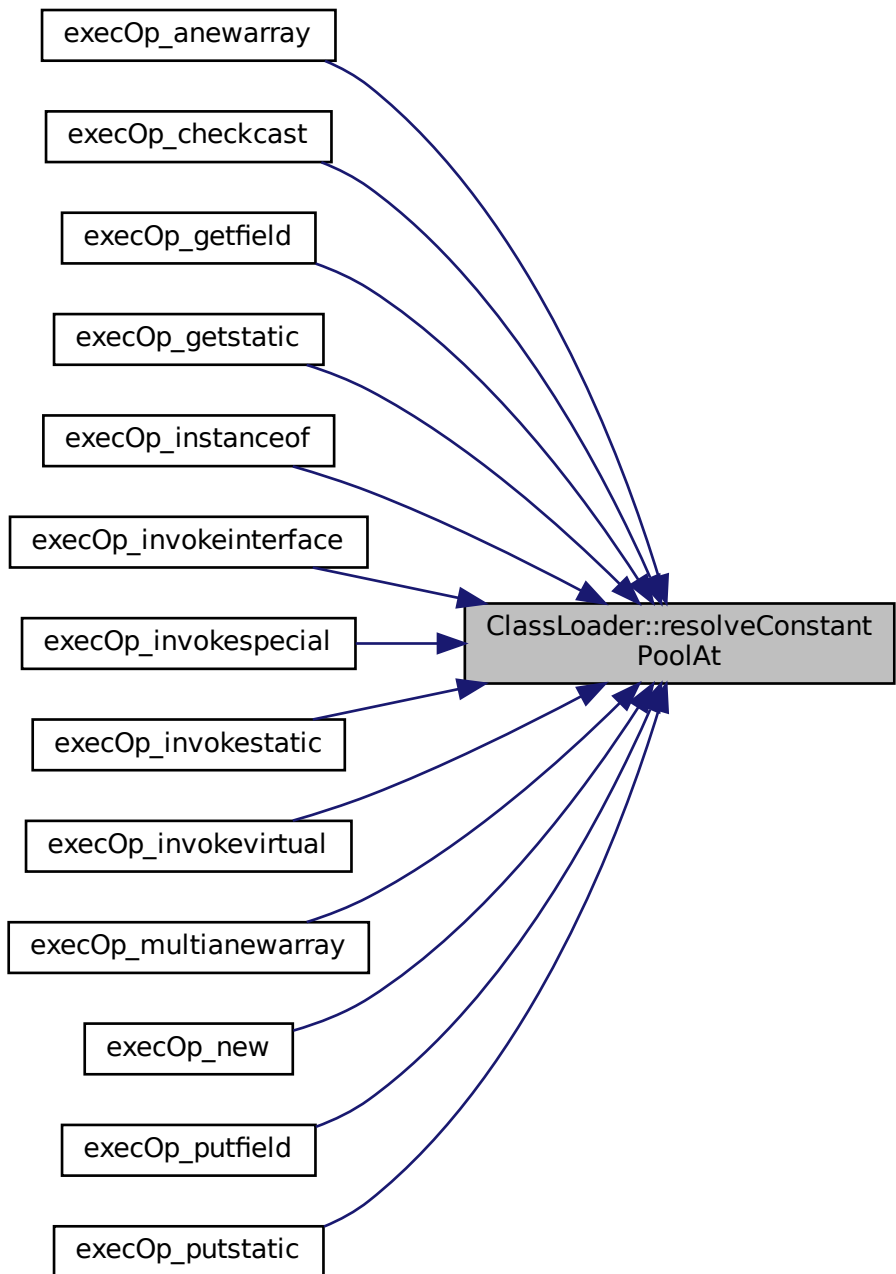 execOp_anewarray
execOp_checkcast
execOp_getfield
execOp_getstatic
execOp_instanceof
execOp_invokeinterface
execOp_invokespecial
execOp_invokestatic
execOp_invokevirtual
execOp_multianewarray
execOp_new
execOp_putfield
execOp_putstatic
ClassLoader::resolveConstant
PoolAt